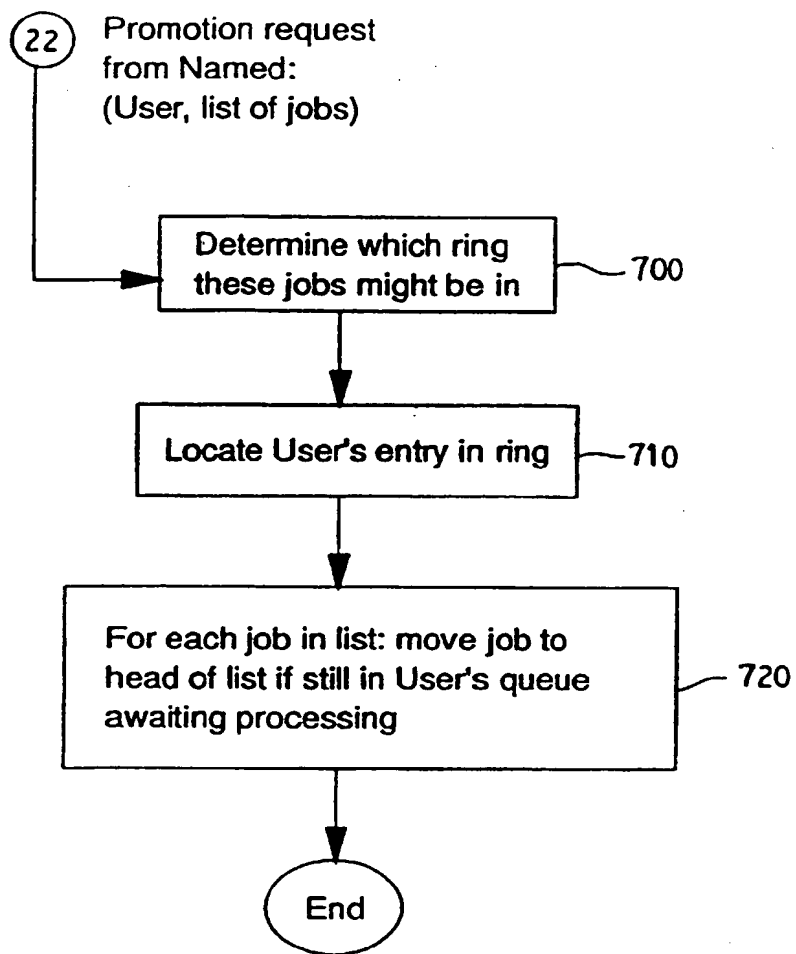 22
Promotion request
from Named:
(User, list of jobs)
Determine which ring
these jobs might be in
700
Locate User's entry in ring
710
For each job in list: move job to
head of list if still in User's queue
awaiting processing
720
End